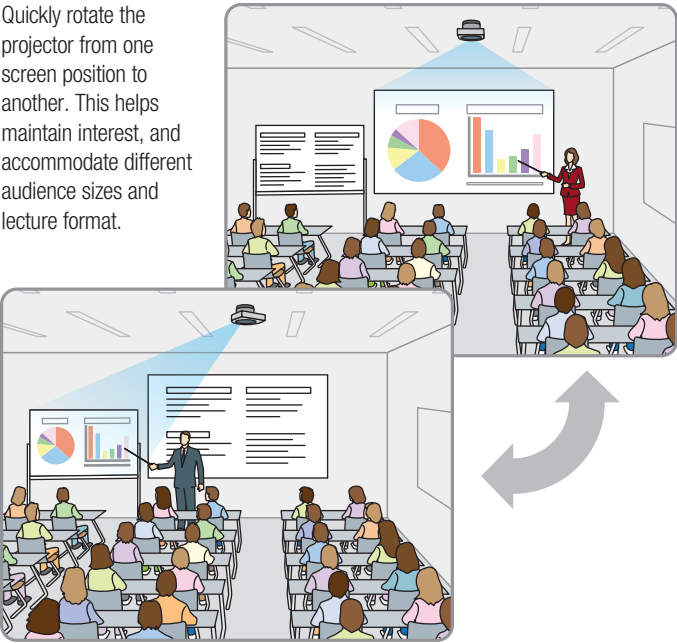 Quickly rotate the
projector from one
screen position to
another. This helps
maintain interest, and
accommodate different
audience sizes and
lecture format.